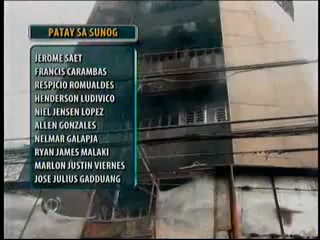 PATAY SA SUNOG
JEROME SAET
FRANCIS CARAMBAS
RESPICIO ROMUALDES
HENDERSON LUDIVICO
NIEL JENSEN LOPEZ
ALLEN GONZALES
NELMAR GALAPJA
RYAN JAMES MALAKI
MARLON JUSTIN VIERNES
JOSE JULIUS GADDUANG